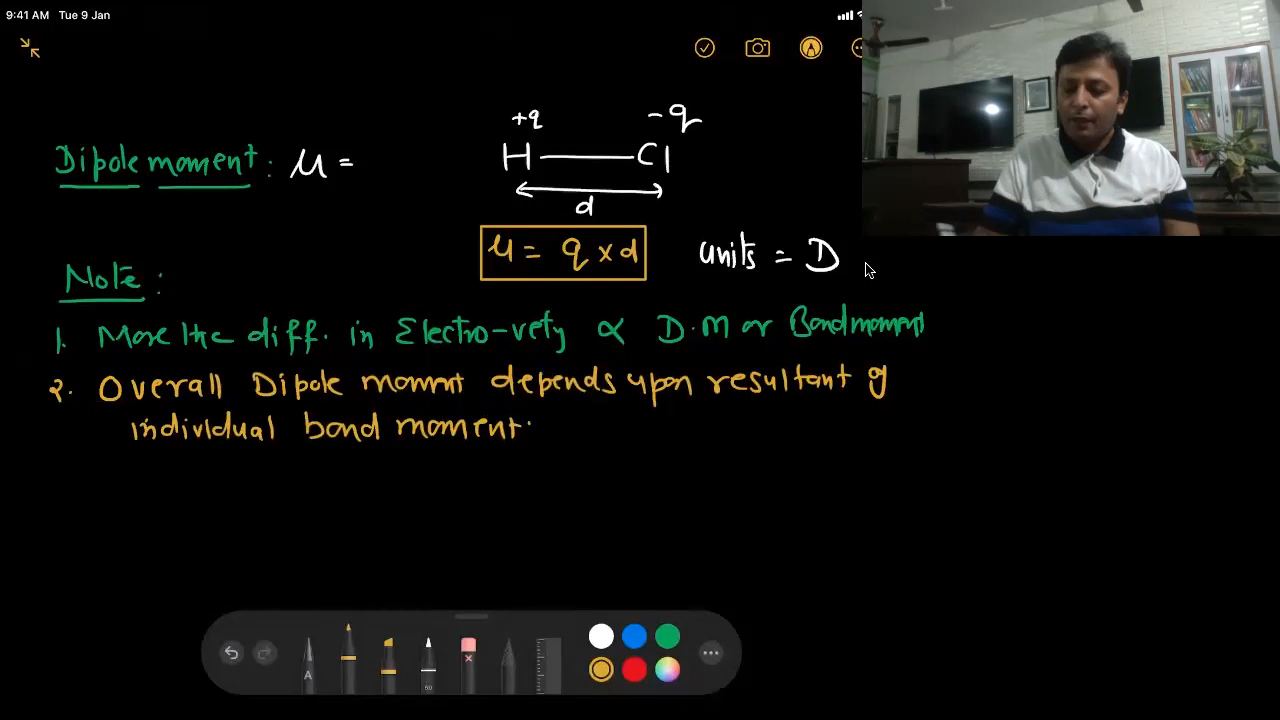 9:41 AM Tue 9 Jan
+q -q
Dipole moment: μ = H Cl
d
μ = q × d units = D
Note:
1. More the diff. in Electro-vety ∝ D.M or Bond moment
2. Overall Dipole moment depends upon resultant of
individual bond moment.
A
50